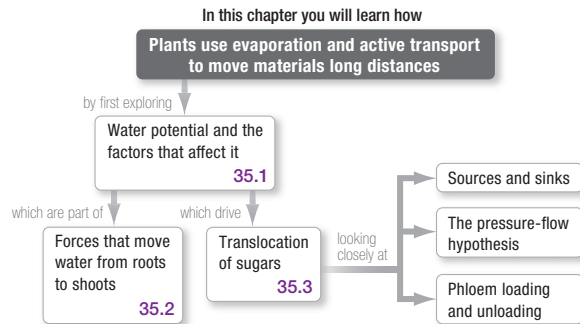 In this chapter you will learn how
Plants use evaporation and active transport
to move materials long distances
by first exploring
Water potential and the
factors that affect it
35.1
which are part of
which drive
looking
closely at
Forces that move
water from roots
to shoots
35.2
Translocation
of sugars
35.3
Sources and sinks
The pressure-flow
hypothesis
Phloem loading
and unloading